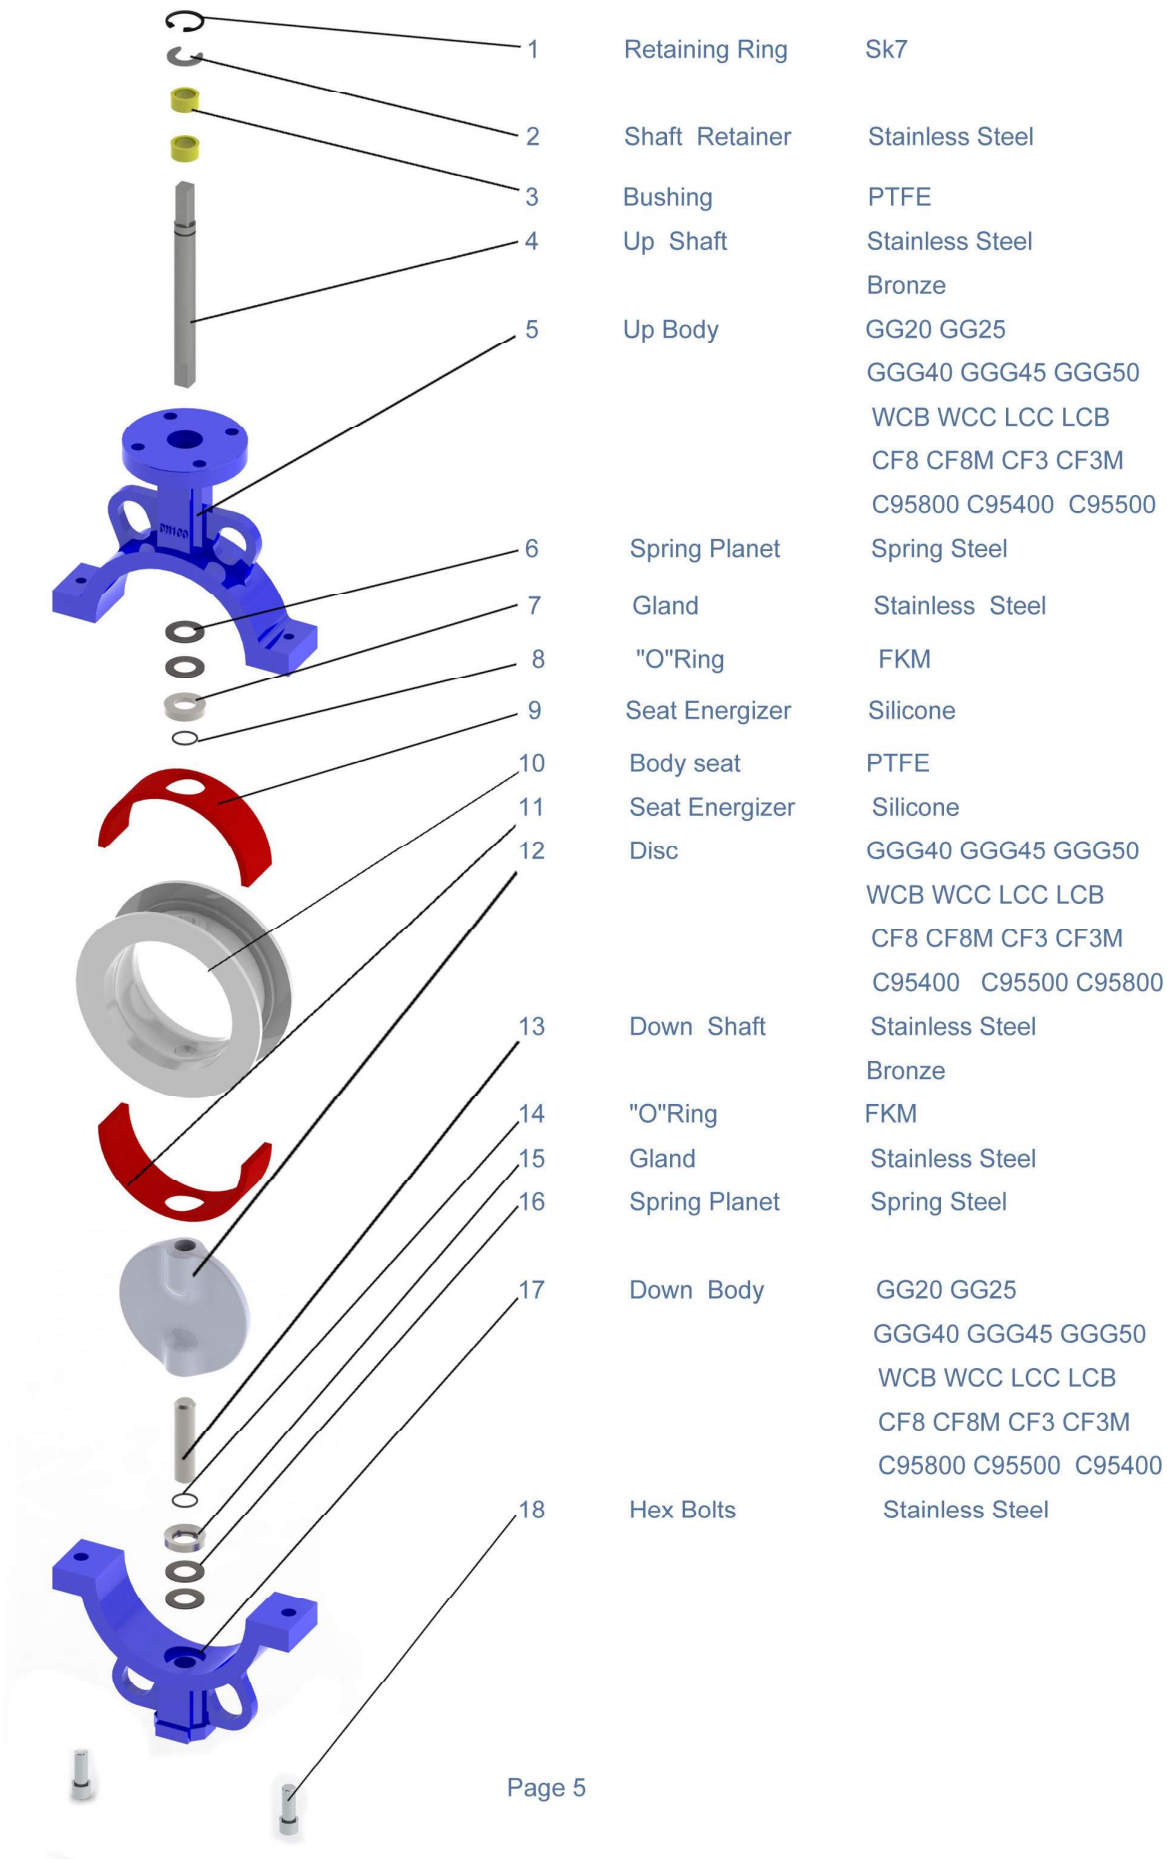 1 Retaining Ring Sk7
2 Shaft Retainer Stainless Steel
3 Bushing PTFE
4 Up Shaft Stainless Steel
Bronze
5 Up Body GG20 GG25
GGG40 GGG45 GGG50
WCB WCC LCC LCB
CF8 CF8M CF3 CF3M
C95800 C95400 C95500
DN100
6 Spring Planet Spring Steel
7 Gland Stainless Steel
8 "O"Ring FKM
9 Seat Energizer Silicone
10 Body seat PTFE
11 Seat Energizer Silicone
12 Disc GGG40 GGG45 GGG50
WCB WCC LCC LCB
CF8 CF8M CF3 CF3M
C95400 C95500 C95800
13 Down Shaft Stainless Steel
Bronze
14 "O"Ring FKM
15 Gland Stainless Steel
16 Spring Planet Spring Steel
17 Down Body GG20 GG25
GGG40 GGG45 GGG50
WCB WCC LCC LCB
CF8 CF8M CF3 CF3M
C95800 C95500 C95400
18 Hex Bolts Stainless Steel
Page 5